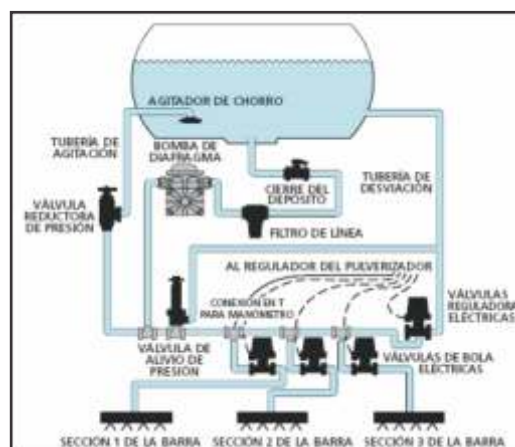 AGITADOR DE CHORRO
BOMBA DE
DIAFRAGMA
TUBERÍA DE
AGITACIÓN
CIERRE DEL
DEPÓSITO
TUBERÍA DE
DESVIACIÓN
VÁLVULA
REDUCTORA
DE PRESIÓN
FILTRO DE LÍNEA
AL REGULADOR DEL PULVERIZADOR
CONEXIÓN EN T
PARA MANÓMETRO
VÁLVULAS
REGULADORAS
ELÉCTRICAS
VÁLVULA DE
ALIVIO DE
PRESIÓN
VÁLVULAS DE BOLA
ELÉCTRICAS
SECCIÓN 1 DE LA BARRA
SECCIÓN 2 DE LA BARRA
SECCIÓN 3 DE LA BARRA